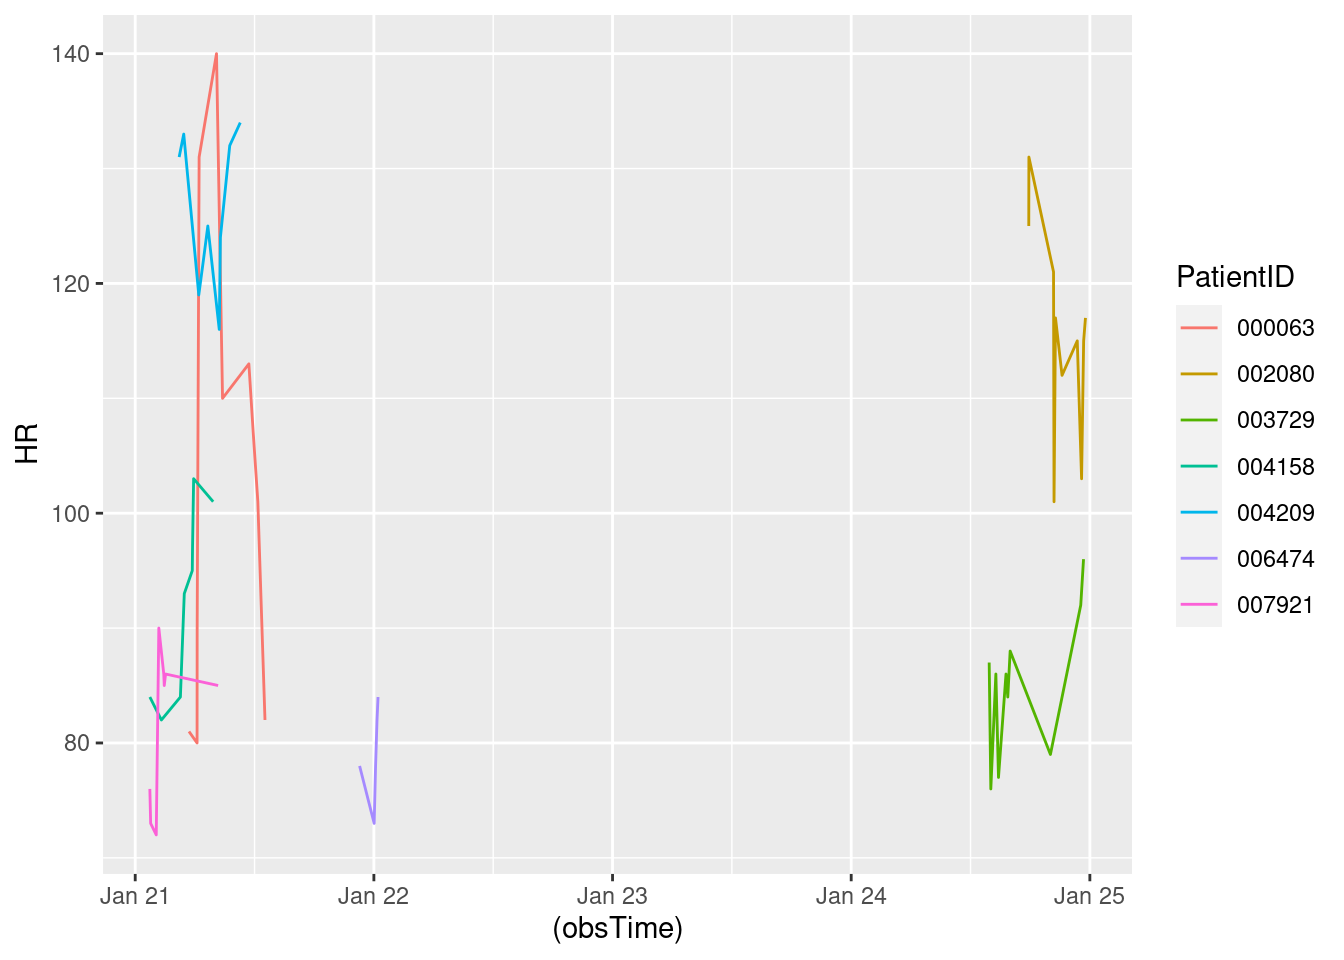 140
120
100
80
HR
Jan 21
Jan 22
Jan 23
Jan 24
Jan 25
(obsTime)
PatientID
000063
002080
003729
004158
004209
006474
007921